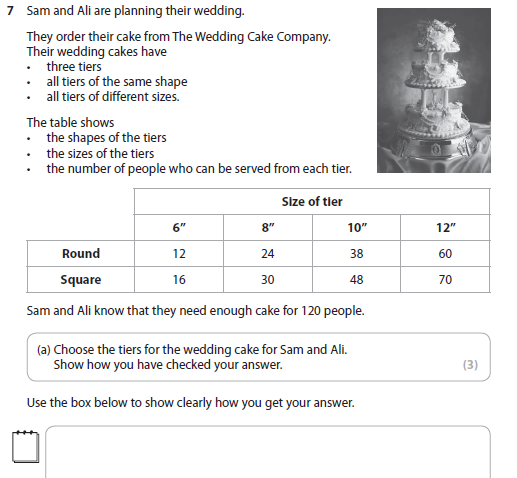 7 Sam and Ali are planning their wedding.
They order their cake from The Wedding Cake Company.
Their wedding cakes have
• three tiers
• all tiers of the same shape
• all tiers of different sizes.
The table shows
• the shapes of the tiers
• the sizes of the tiers
• the number of people who can be served from each tier.
Size of tier
6″ 8″ 10″ 12″
Round 12 24 38 60
Square 16 30 48 70
Sam and Ali know that they need enough cake for 120 people.
(a) Choose the tiers for the wedding cake for Sam and Ali.
Show how you have checked your answer. (3)
Use the box below to show clearly how you get your answer.